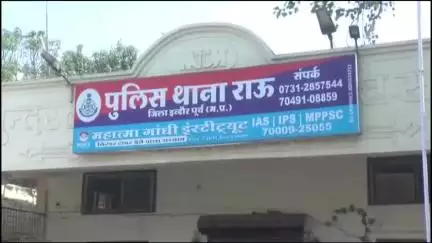 पुलिस थाना राऊ
जिला इन्दौर पूर्व (म.प्र.)
संपर्क
0731-2857544
70491-08859
महात्मा गांधी इंस्टीट्यूट
IAS | IPS | MPPSC
70009-25055